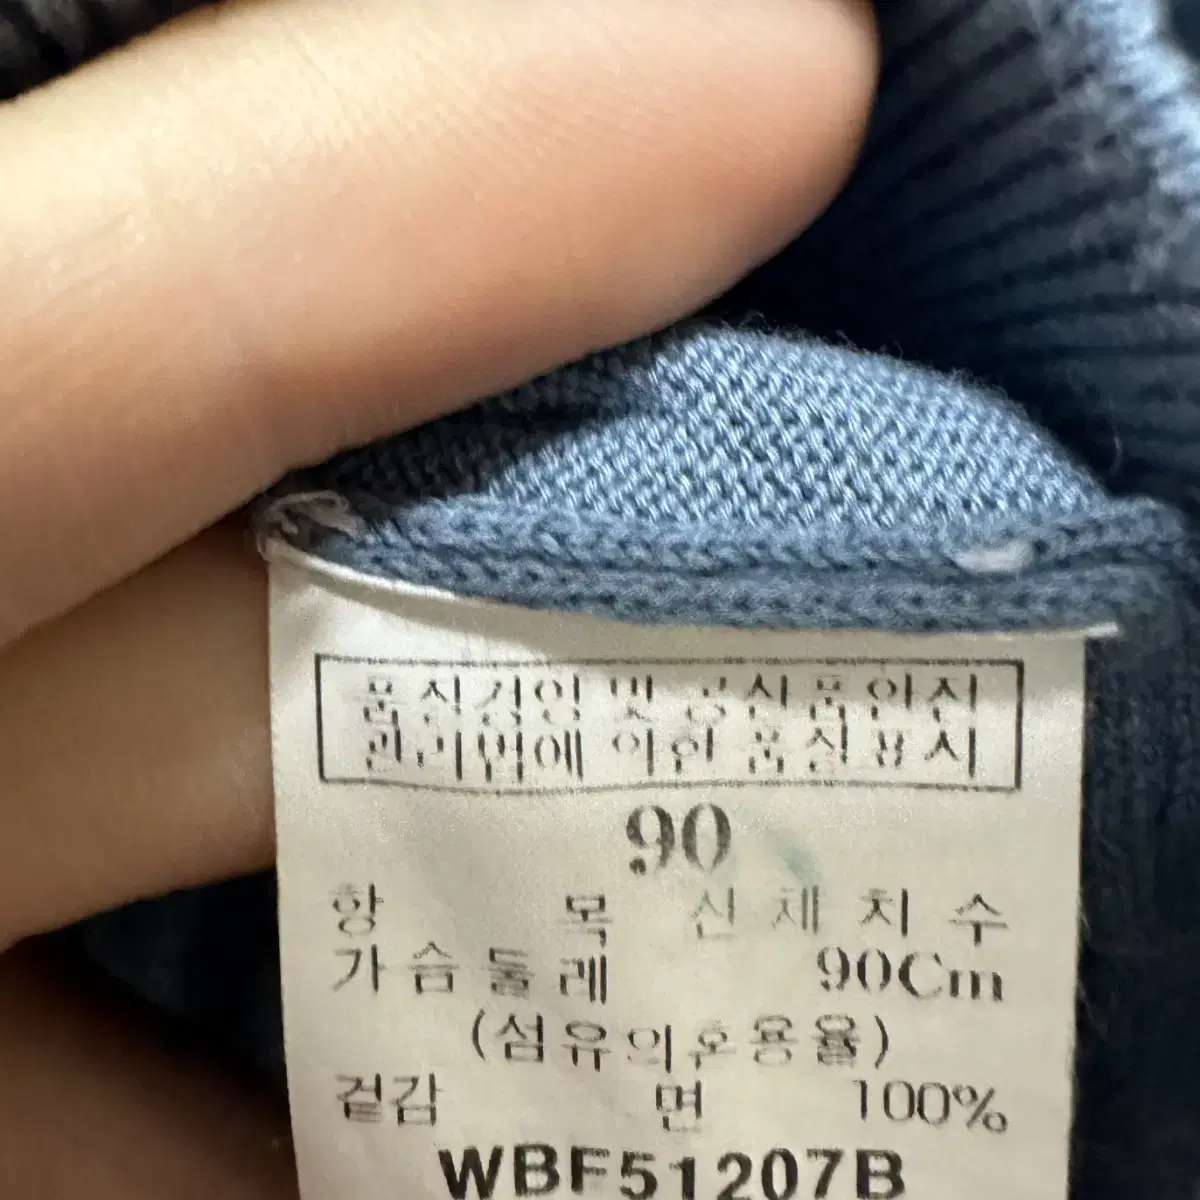 품질경영 및 공산품안전
관리법에 의한 품질표시
90
항 목 신체치수
가슴둘레 90Cm
(섬유의혼용율)
겉감 면 100%
WBF51207B